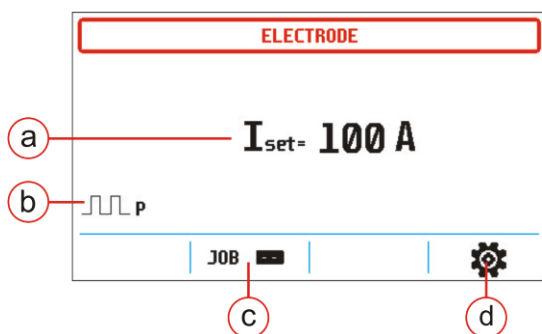 ELECTRODE
a
Iset= 100 A
b
p
JOB --
c
d